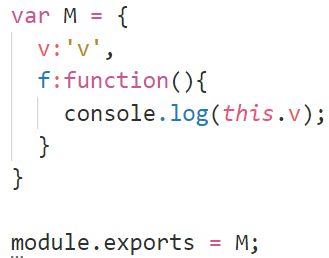 var M = {
  v:'v',
  f:function(){
    console.log(this.v);
  }
}

module.exports = M;